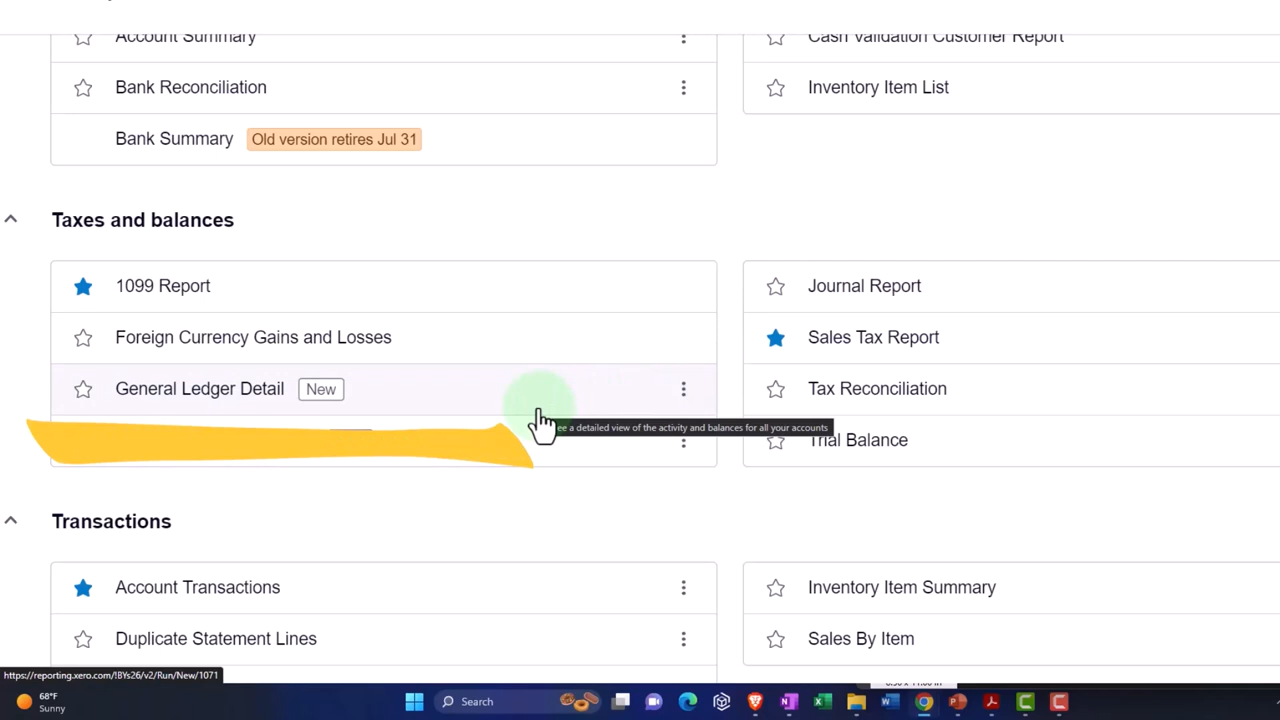 Account Summary
Cash Validation Customer Report
Bank Reconciliation
Inventory Item List
Bank Summary Old version retires Jul 31
Taxes and balances
1099 Report
Journal Report
Foreign Currency Gains and Losses
Sales Tax Report
General Ledger Detail New
Tax Reconciliation
ee a detailed view of the activity and balances for all your accounts
Trial Balance
Transactions
Account Transactions
Inventory Item Summary
Duplicate Statement Lines
Sales By Item
https://reporting.xero.com/!BYs26/v2/Run/New/1071
68°F
Sunny
Search